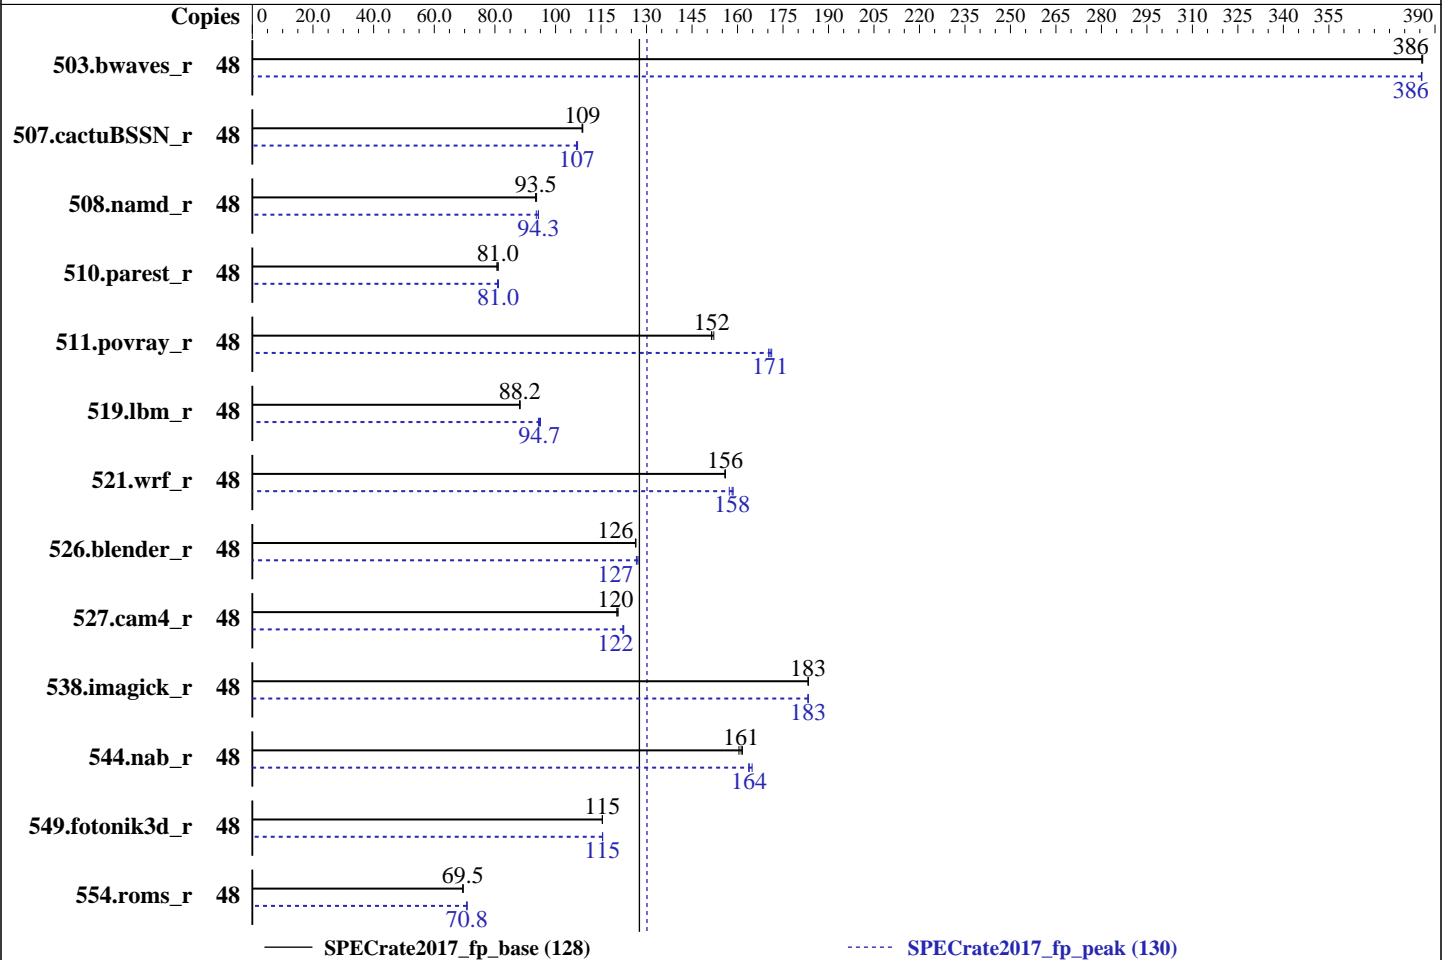 Copies 0 20.0 40.0 60.0 80.0 100 115 130 145 160 175 190 205 220 235 250 265 280 295 310 325 340 355 390
503.bwaves_r 48 386
386
507.cactuBSSN_r 48 109
107
508.namd_r 48 93.5
94.3
510.parest_r 48 81.0
81.0
511.povray_r 48 152
171
519.lbm_r 48 88.2
94.7
521.wrf_r 48 156
158
526.blender_r 48 126
127
527.cam4_r 48 120
122
538.imagick_r 48 183
183
544.nab_r 48 161
164
549.fotonik3d_r 48 115
115
554.roms_r 48 69.5
70.8
SPECrate2017_fp_base (128) SPECrate2017_fp_peak (130)